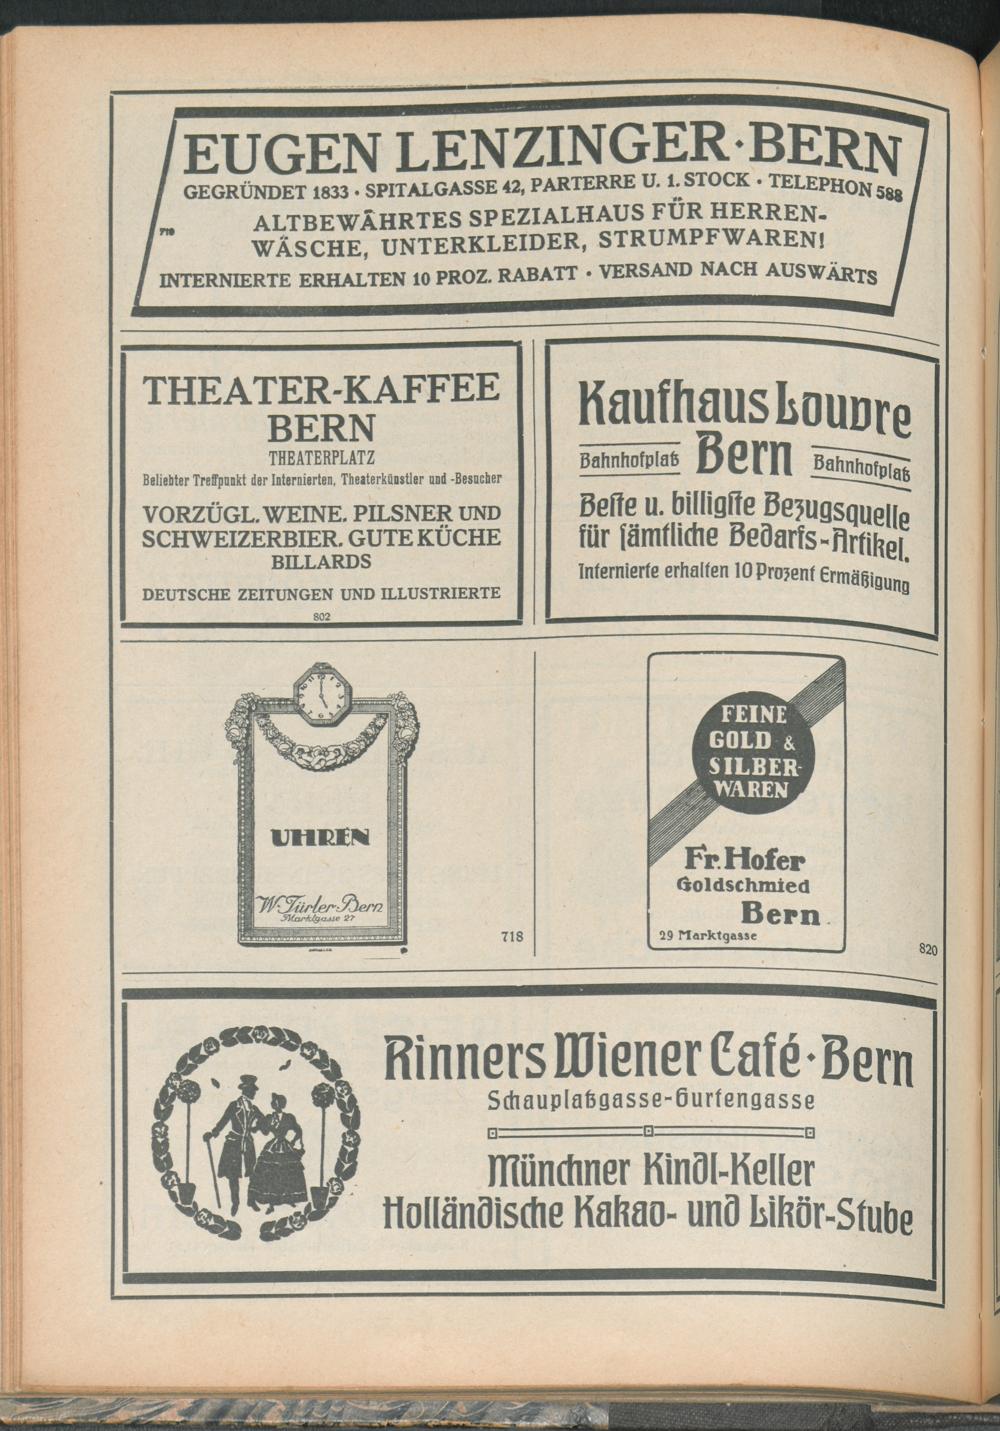 EUGEN LENZINGER·BERN
GEGRÜNDET 1833 · SPITALGASSE 42, PARTERRE U. 1. STOCK · TELEPHON 588
ALTBEWÄHRTES SPEZIALHAUS FÜR HERREN-
719
WÄSCHE, UNTERKLEIDER, STRUMPFWAREN!
INTERNIERTE ERHALTEN 10 PROZ. RABATT · VERSAND NACH AUSWÄRTS
THEATER-KAFFEE
BERN
THEATERPLATZ
Beliebter Treffpunkt der Internierten, Theaterkünstler und -Besucher
VORZÜGL. WEINE. PILSNER UND
SCHWEIZERBIER. GUTE KÜCHE
BILLARDS
DEUTSCHE ZEITUNGEN UND ILLUSTRIERTE
802
Kaufhaus Louvre
Bahnhofplatz Bern Bahnhofplatz
Beste u. billigste Bezugsquelle
für sämtliche Bedarfs-Artikel.
Internierte erhalten 10 Prozent Ermäßigung
UHREN
W. Türler Bern
Marktgasse 27
718
FEINE
GOLD &
SILBER-
WAREN
Fr. Hofer
Goldschmied
Bern
29 Marktgasse
820
Rinners Wiener Café · Bern
Schauplatzgasse-Gurtengasse
Münchner Kindl-Keller
Holländische Kakao- und Likör-Stube